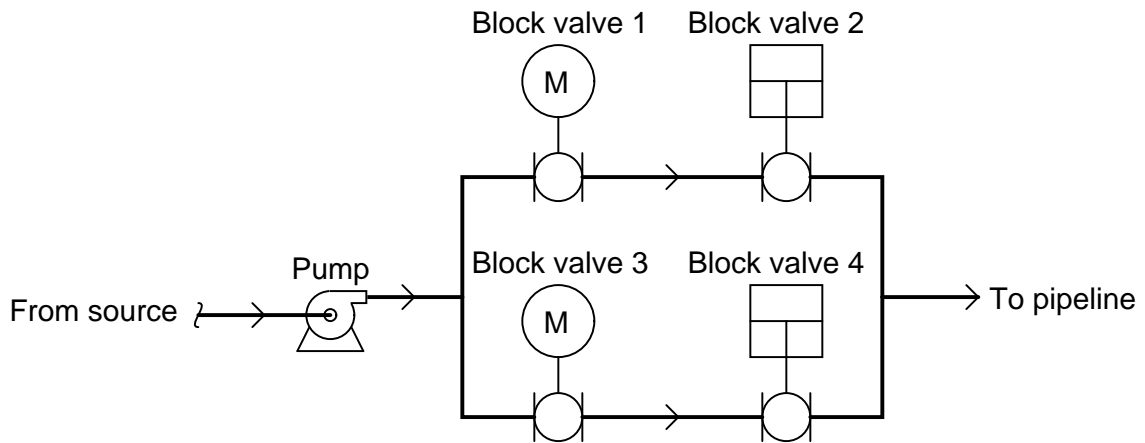 Block valve 1
Block valve 2
M
Block valve 3
Block valve 4
Pump
M
From source
To pipeline